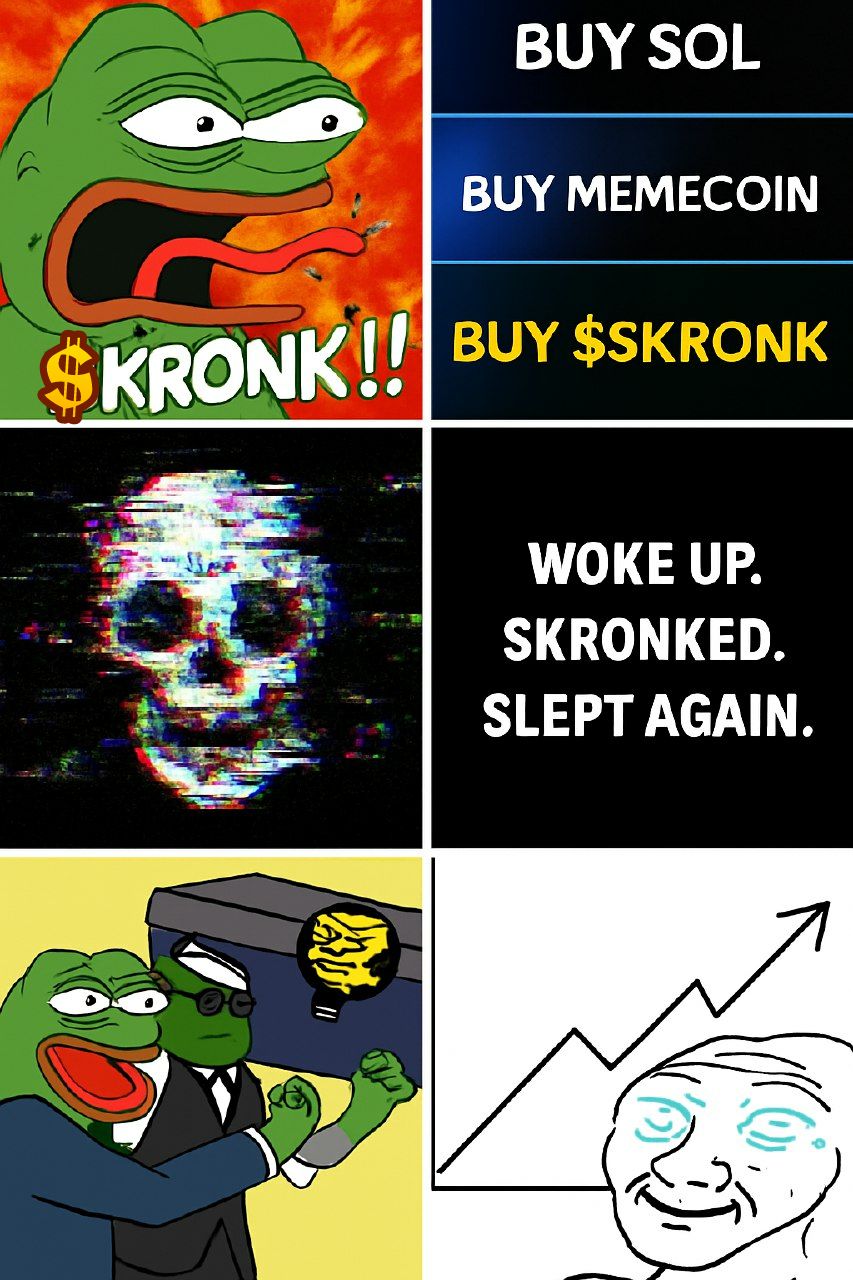 $KRONK!!
BUY SOL
BUY MEMECOIN
BUY $SKRONK
WOKE UP.
SKRONKED.
SLEPT AGAIN.